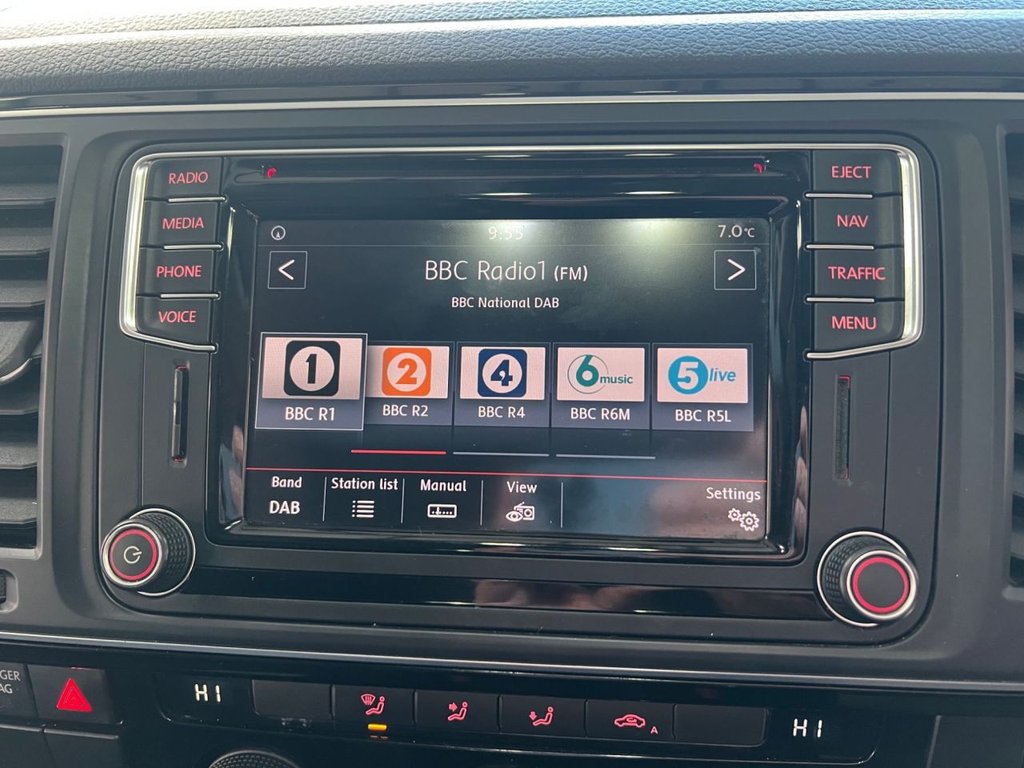 RADIO
MEDIA
PHONE
VOICE
EJECT
NAV
TRAFFIC
MENU
9:55
7.0°C
<
BBC Radio1 (FM)
>
BBC National DAB
1
2
4
6 music
5 live
BBC R1
BBC R2
BBC R4
BBC R6M
BBC R5L
Band
Station list
Manual
View
Settings
DAB
HI
A
HI